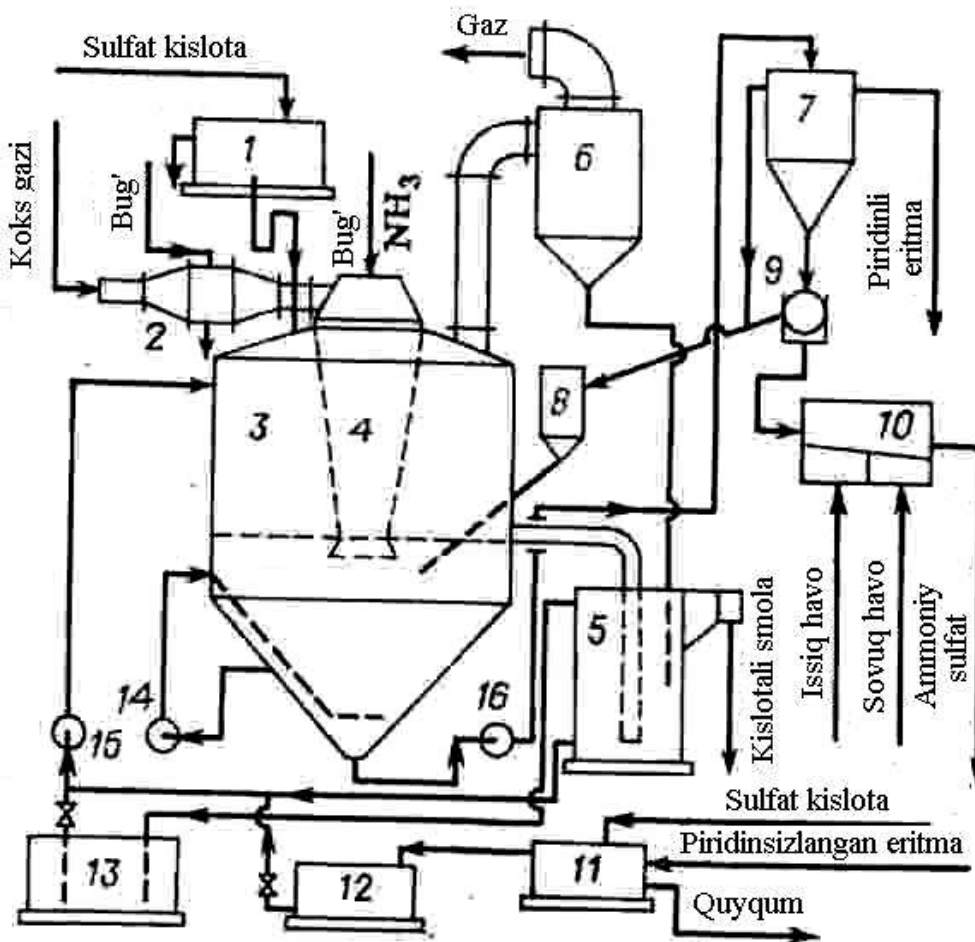 Gaz
Sulfat kislota
Koks gazi
Bug'
1
Bug'
NH3
6
7
Piridinli
eritma
2
9
3
4
8
10
Issiq havo
Sovuq havo
Ammoniy
sulfat
5
Kislotali smola
14
15
16
Sulfat kislota
Piridinsizlangan eritma
13
12
11
Quyqum